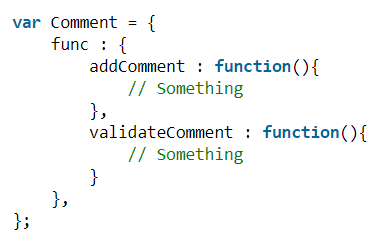 var Comment = {
    func : {
        addComment : function(){
            // Something
        },
        validateComment : function(){
            // Something
        }
    },
};